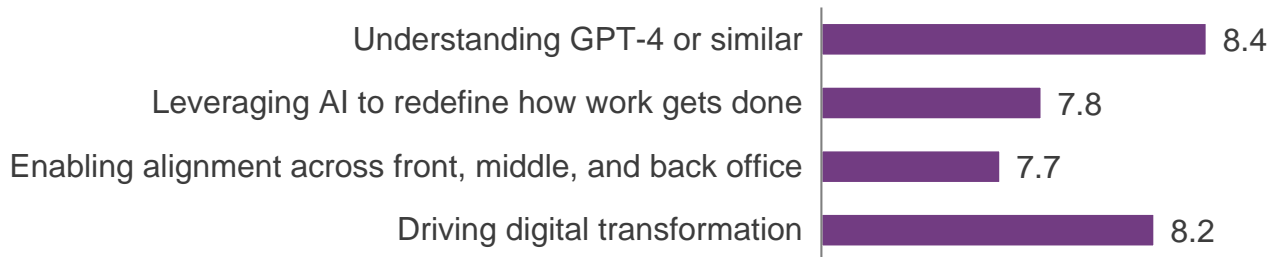 Understanding GPT-4 or similar 8.4
Leveraging AI to redefine how work gets done 7.8
Enabling alignment across front, middle, and back office 7.7
Driving digital transformation 8.2